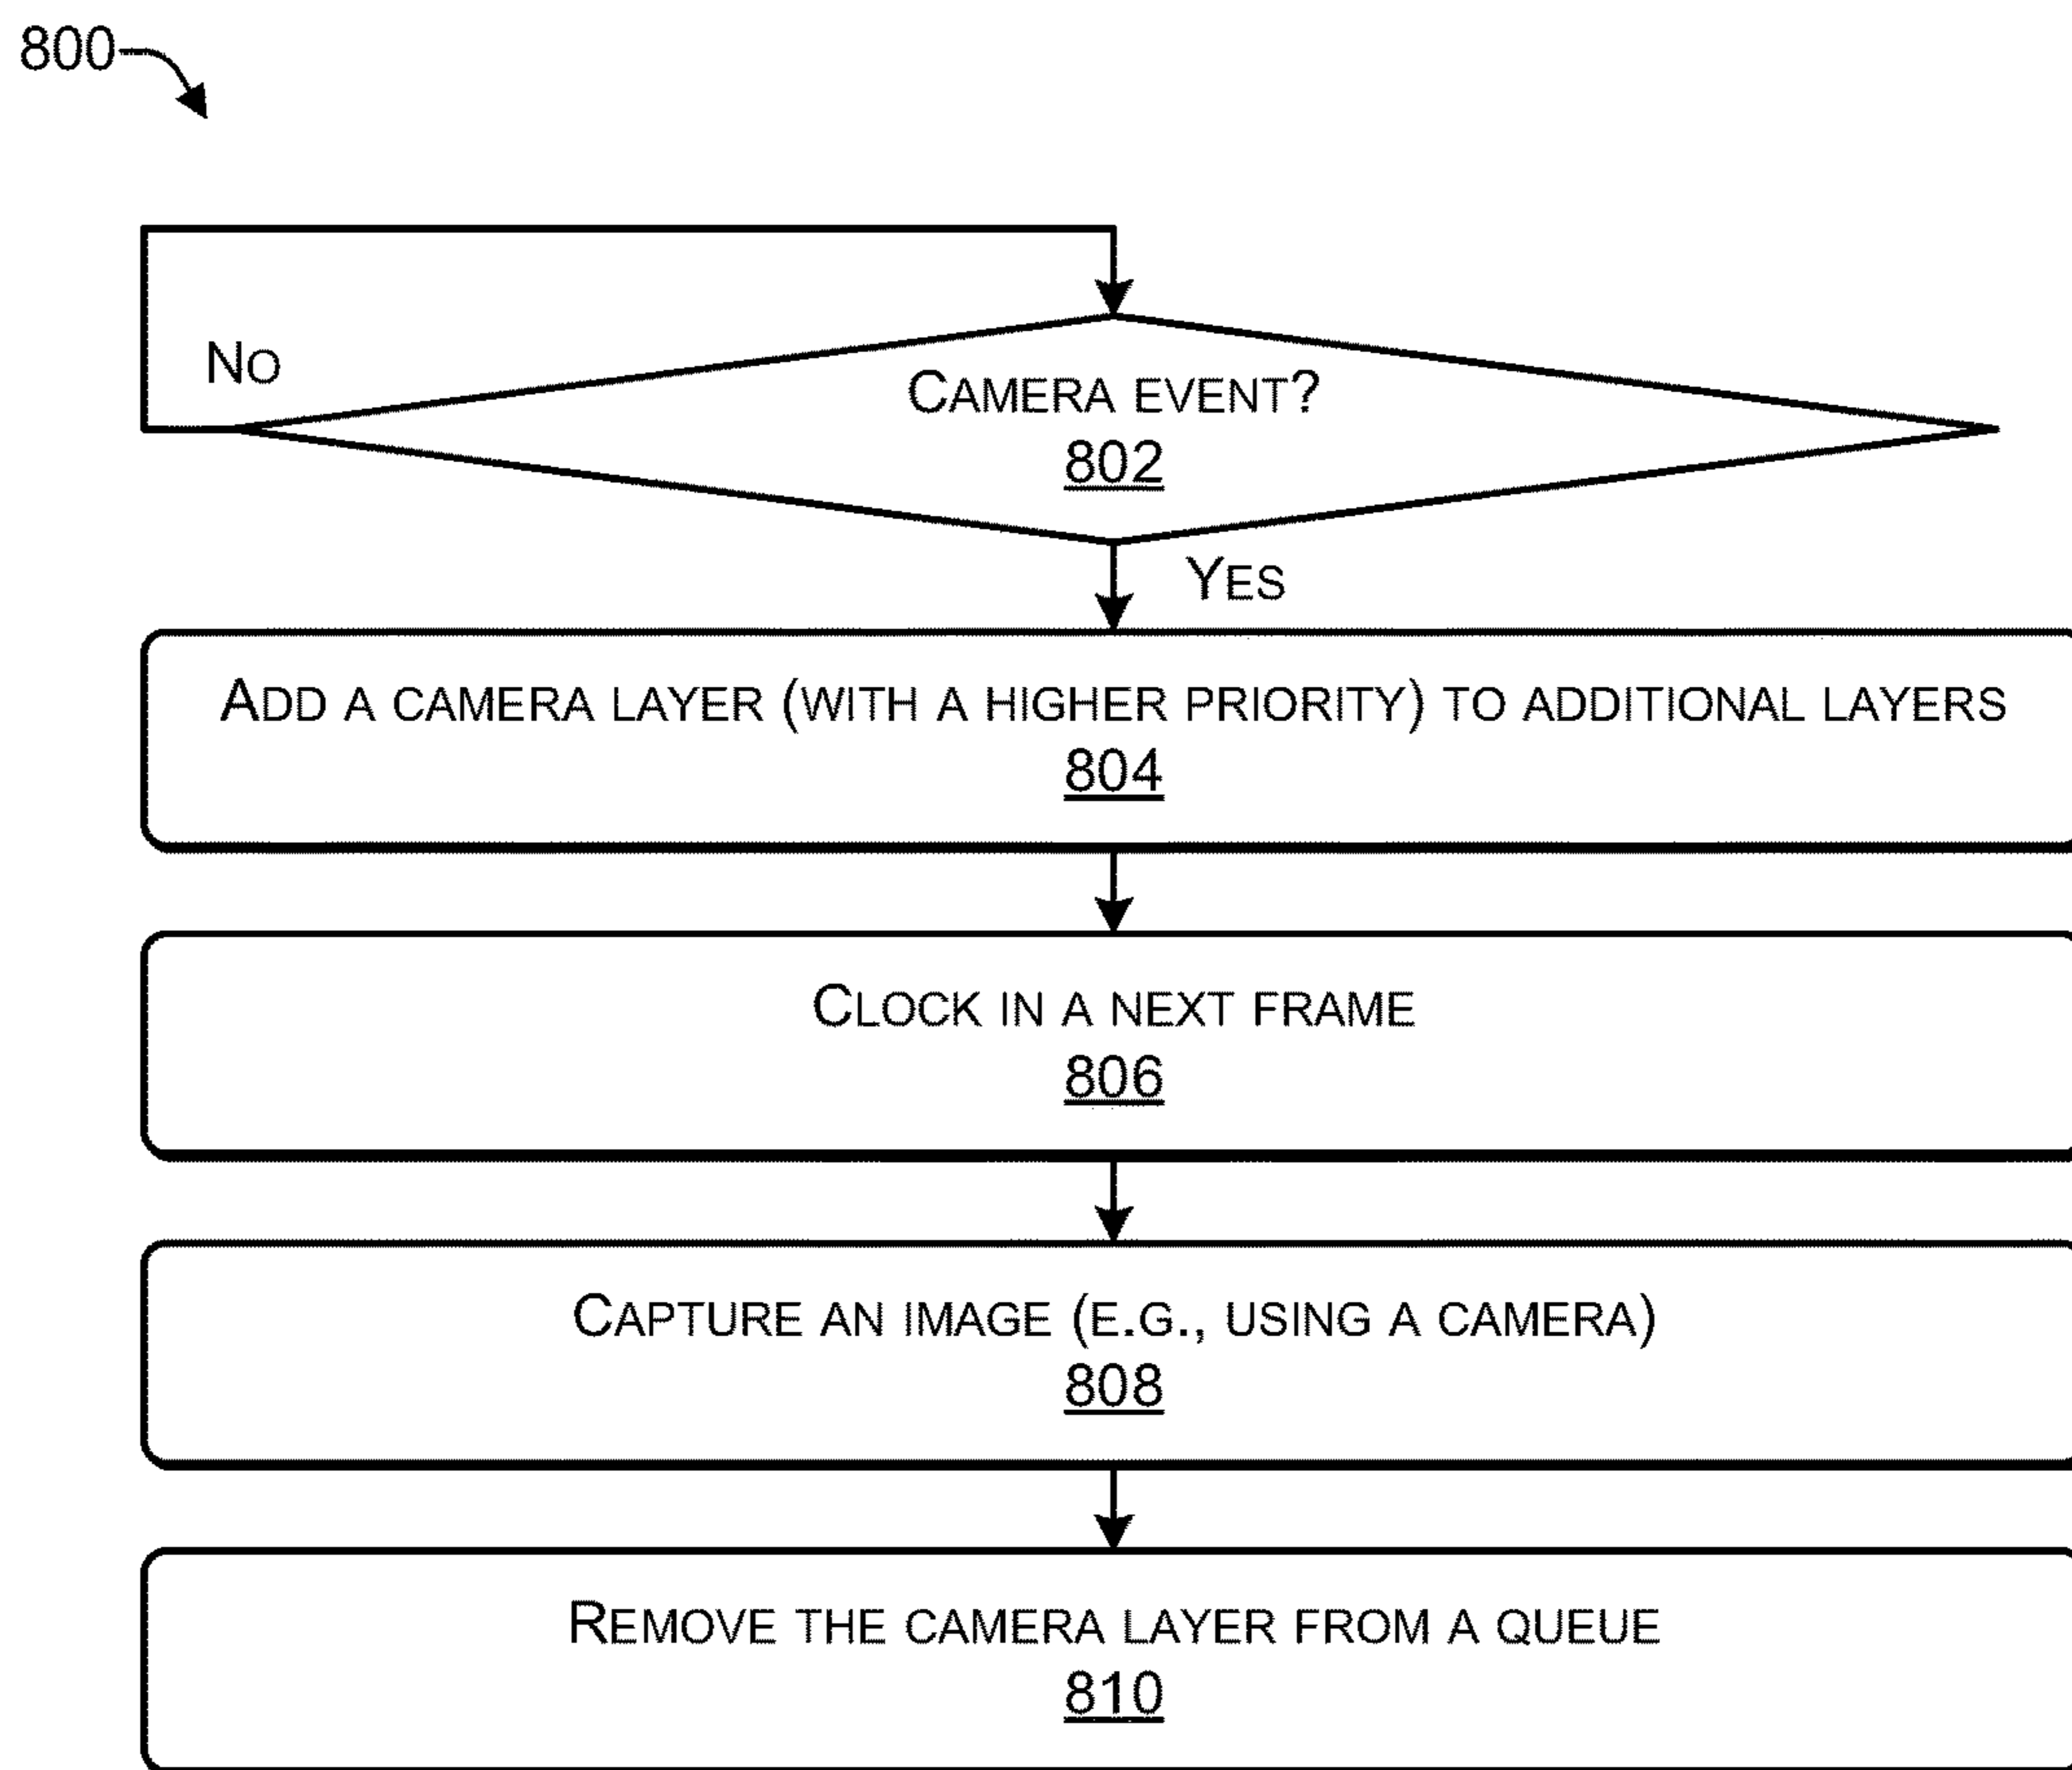 800
No
CAMERA EVENT?
802
YES
ADD A CAMERA LAYER (WITH A HIGHER PRIORITY) TO ADDITIONAL LAYERS
804
CLOCK IN A NEXT FRAME
806
CAPTURE AN IMAGE (E.G., USING A CAMERA)
808
REMOVE THE CAMERA LAYER FROM A QUEUE
810